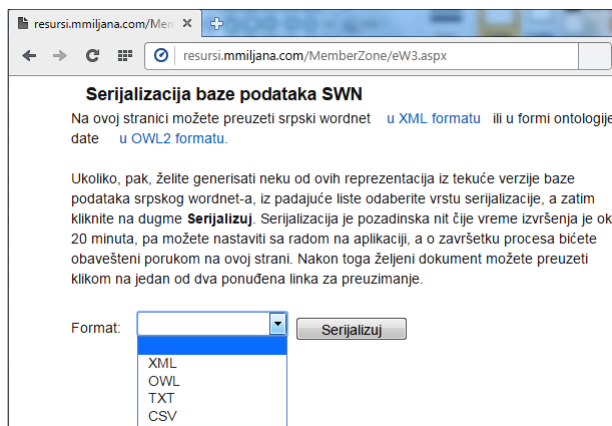 resursi.mmiljana.com/Mem
resursi.mmiljana.com/MemberZone/eW3.aspx
Serijalizacija baze podataka SWN
Na ovoj stranici možete preuzeti srpski wordnet u XML formatu ili u formi ontologije
date u OWL2 formatu.
Ukoliko, pak, želite generisati neku od ovih reprezentacija iz tekuće verzije baze
podataka srpskog wordnet-a, iz padajuće liste odaberite vrstu serijalizacije, a zatim
kliknite na dugme Serijalizuj. Serijalizacija je pozadinska nit čije vreme izvršenja je ok
20 minuta, pa možete nastaviti sa radom na aplikaciji, a o završetku procesa bićete
obavešteni porukom na ovoj strani. Nakon toga željeni dokument možete preuzeti
klikom na jedan od dva ponuđena linka za preuzimanje.
Format: Serijalizuj
XML
OWL
TXT
CSV